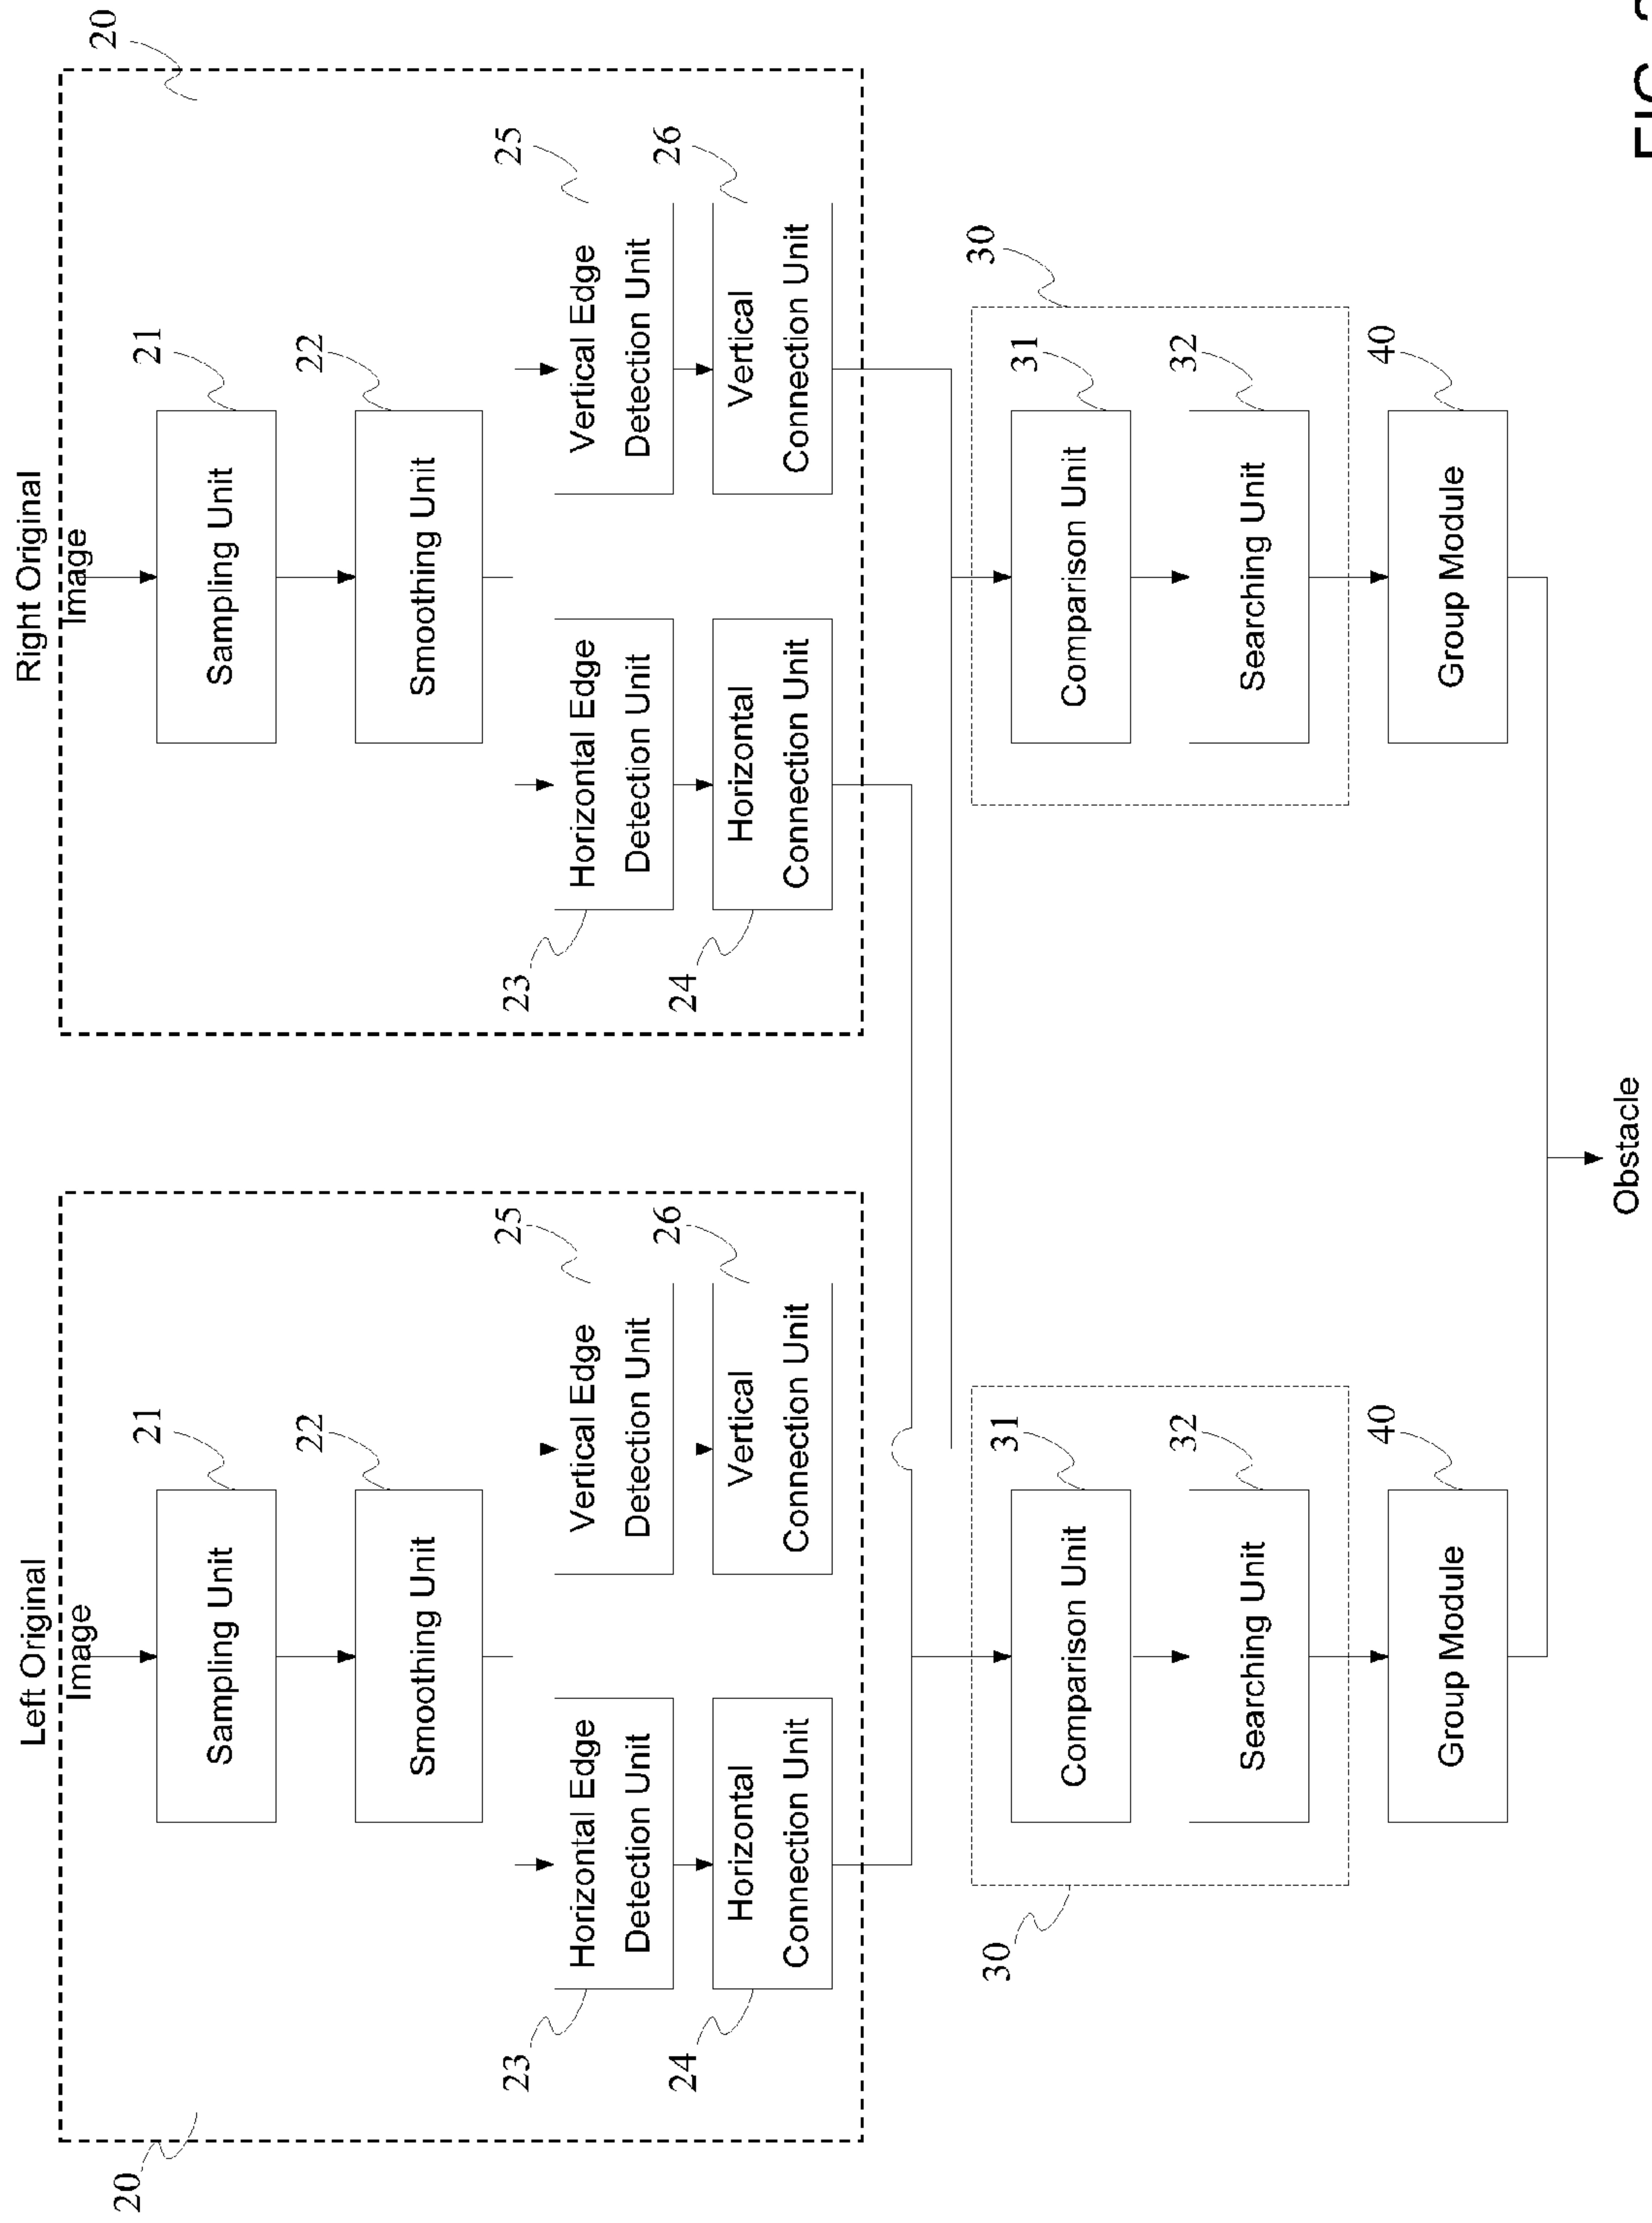 Left Original
Image
Right Original
Image
20
20
Sampling Unit
21
Sampling Unit
21
Smoothing Unit
22
Smoothing Unit
22
23
Horizontal Edge
Detection Unit
Vertical Edge
Detection Unit
25
23
Horizontal Edge
Detection Unit
Vertical Edge
Detection Unit
25
24
Horizontal
Connection Unit
Vertical
Connection Unit
26
24
Horizontal
Connection Unit
Vertical
Connection Unit
26
30
30
Comparison Unit
31
Comparison Unit
31
Searching Unit
32
Searching Unit
32
Group Module
40
Group Module
40
Obstacle